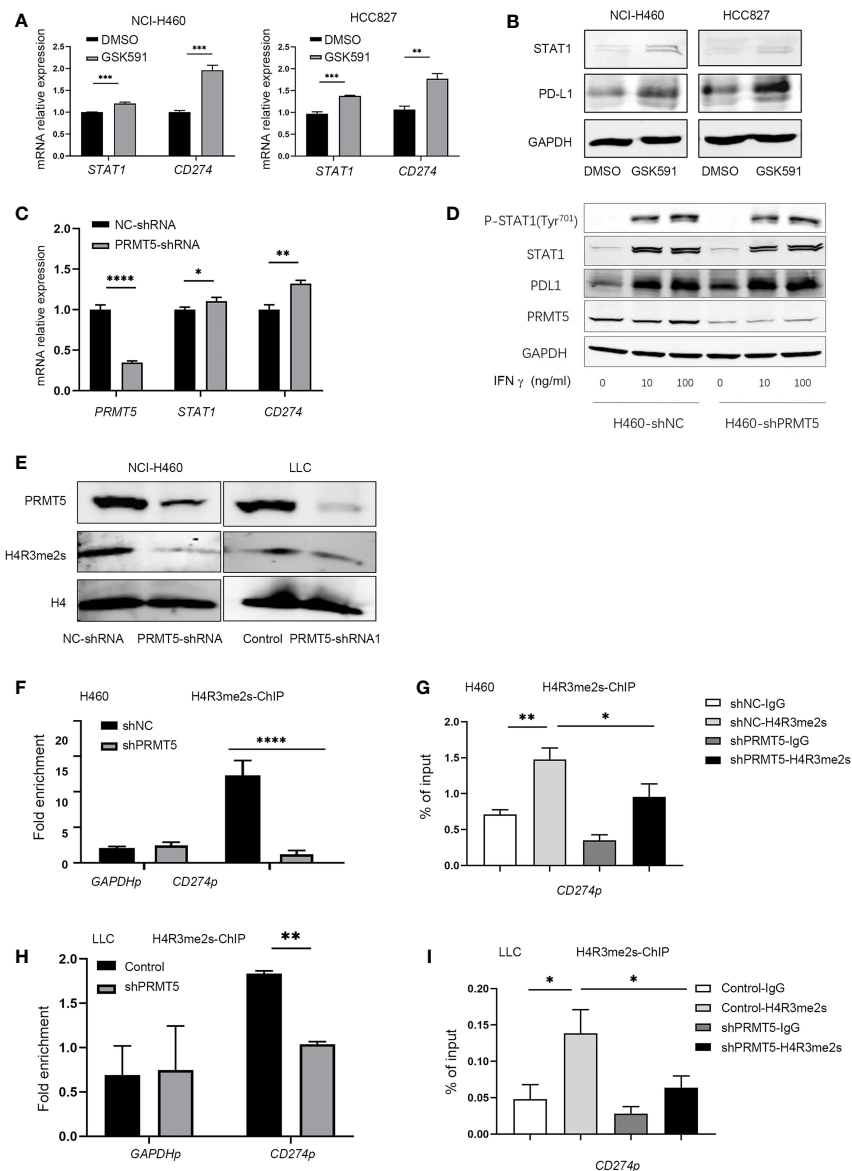 A
NCI-H460
HCC827
mRNA relative expression
2.5
2.0
1.5
1.0
0.5
0.0
DMSO
GSK591
***
***
STAT1
CD274
mRNA relative expression
2.5
2.0
1.5
1.0
0.5
0.0
DMSO
GSK591
***
**
STAT1
CD274
B
NCI-H460
HCC827
STAT1
PD-L1
GAPDH
DMSO GSK591 DMSO GSK591
C
mRNA relative expression
2.0
1.5
1.0
0.5
0.0
NC-shRNA
PRMT5-shRNA
****
*
**
PRMT5
STAT1
CD274
D
P-STAT1(Tyr701)
STAT1
PDL1
PRMT5
GAPDH
IFN γ (ng/ml) 0 10 100 0 10 100
H460-shNC H460-shPRMT5
E
NCI-H460 LLC
PRMT5
H4R3me2s
H4
NC-shRNA PRMT5-shRNA Control PRMT5-shRNA1
F
H460 H4R3me2s-ChIP
Fold enrichment
20
15
10
5
0
shNC
shPRMT5
****
GAPDHp CD274p
G
H460 H4R3me2s-ChIP
% of input
2.0
1.5
1.0
0.5
0.0
**
*
shNC-IgG
shNC-H4R3me2s
shPRMT5-IgG
shPRMT5-H4R3me2s
CD274p
H
LLC H4R3me2s-ChIP
Fold enrichment
2.0
1.5
1.0
0.5
0.0
Control
shPRMT5
**
GAPDHp CD274p
I
LLC H4R3me2s-ChIP
% of input
0.20
0.15
0.10
0.05
0.00
*
*
Control-IgG
Control-H4R3me2s
shPRMT5-IgG
shPRMT5-H4R3me2s
CD274p